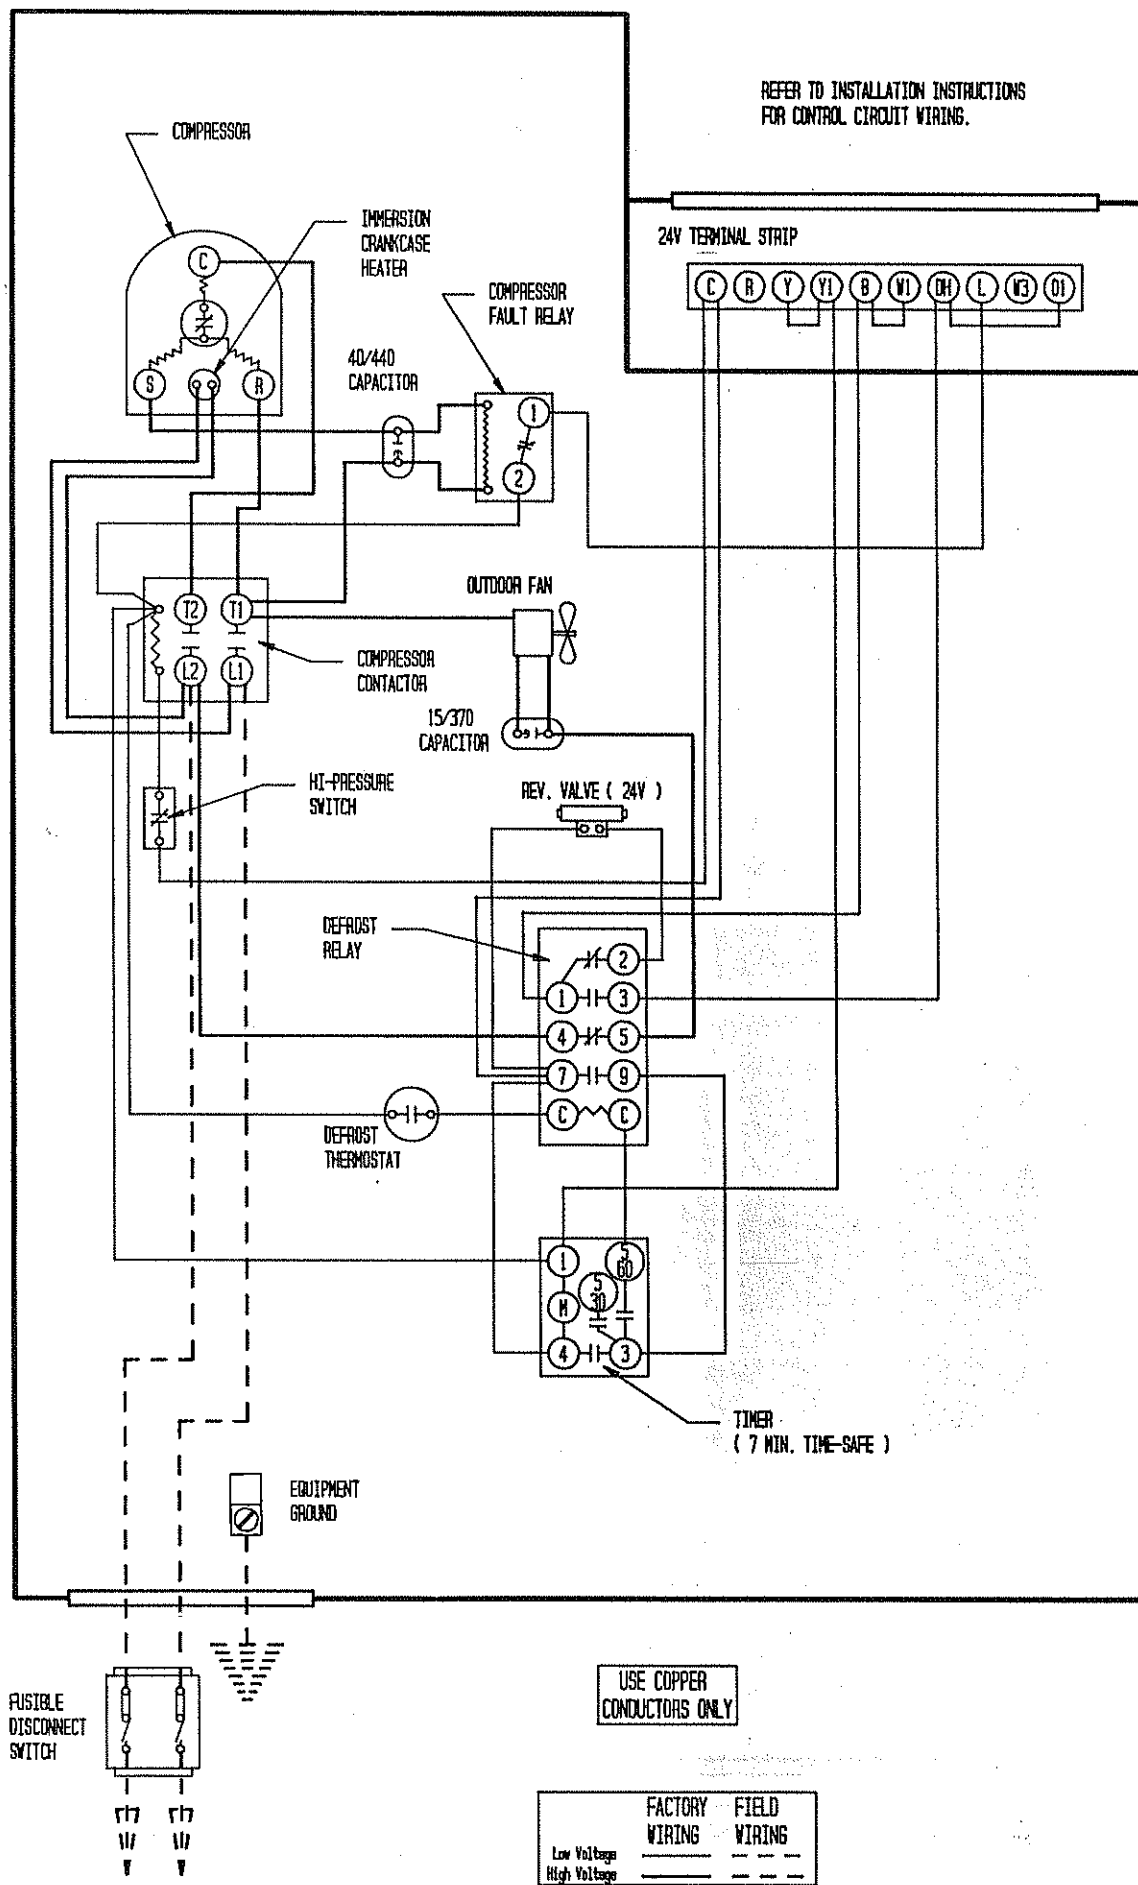 REFER TO INSTALLATION INSTRUCTIONS
FOR CONTROL CIRCUIT WIRING.
COMPRESSOR
IMMERSION
CRANKCASE
HEATER
24V TERMINAL STRIP
C R Y Y1 B W1 DH L W3 O1
C
S R
COMPRESSOR
FAULT RELAY
40/440
CAPACITOR
1
2
OUTDOOR FAN
T2 T1
L2 L1
COMPRESSOR
CONTACTOR
15/370
CAPACITOR
HI-PRESSURE
SWITCH
REV. VALVE ( 24V )
DEFROST
RELAY
2
1 3
4 5
7 9
C C
DEFROST
THERMOSTAT
1
5
60
5
30
M
4 3
TIMER
( 7 MIN. TIME-SAFE )
EQUIPMENT
GROUND
FUSIBLE
DISCONNECT
SWITCH
USE COPPER
CONDUCTORS ONLY
FACTORY FIELD
WIRING WIRING
Low Voltage
High Voltage